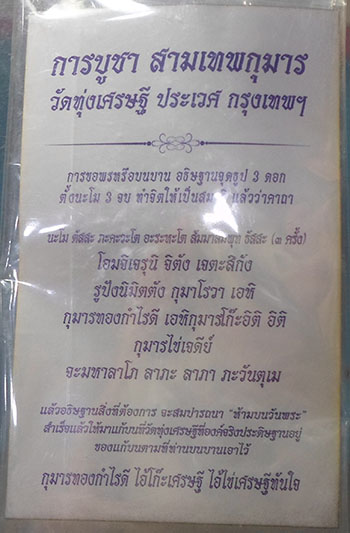 การบูชา สามเทพกุมาร
วัดทุ่งเศรษฐี ประเวศ กรุงเทพฯ
การขอพรหรือบนบาน อธิษฐานจุดธูป 3 ดอก
ตั้งนะโม 3 จบ ทำจิตให้เป็นสมาธิ แล้วว่าคาถา
นะโม ตัสสะ ภะคะวะโต อะระหะโต สัมมาสัมพุทธัสสะ (๓ ครั้ง)
โอมจิเจรุนิ จิตัง เจตะสิกัง
รูปังนิมิตตัง กุมาโรวา เอหิ
กุมารทองกำไรดี เอหิกุมารโก๊ะอิติ อิติ
กุมารไข่เจดีย์
จะมหาลาโภ ลาภะ ลาภา ภะวันตุเม
แล้วอธิษฐานสิ่งที่ต้องการ จะสมปรารถนา "ห้ามบนวันพระ"
สำเร็จแล้วให้มาแก้บนที่วัดทุ่งเศรษฐีที่องค์จริงประดิษฐานอยู่
ของแก้บนตามที่ท่านบนบานเอาไว้
กุมารทองกำไรดี ไอ้โก๊ะเศรษฐี ไอ้ไข่เศรษฐีทันใจ